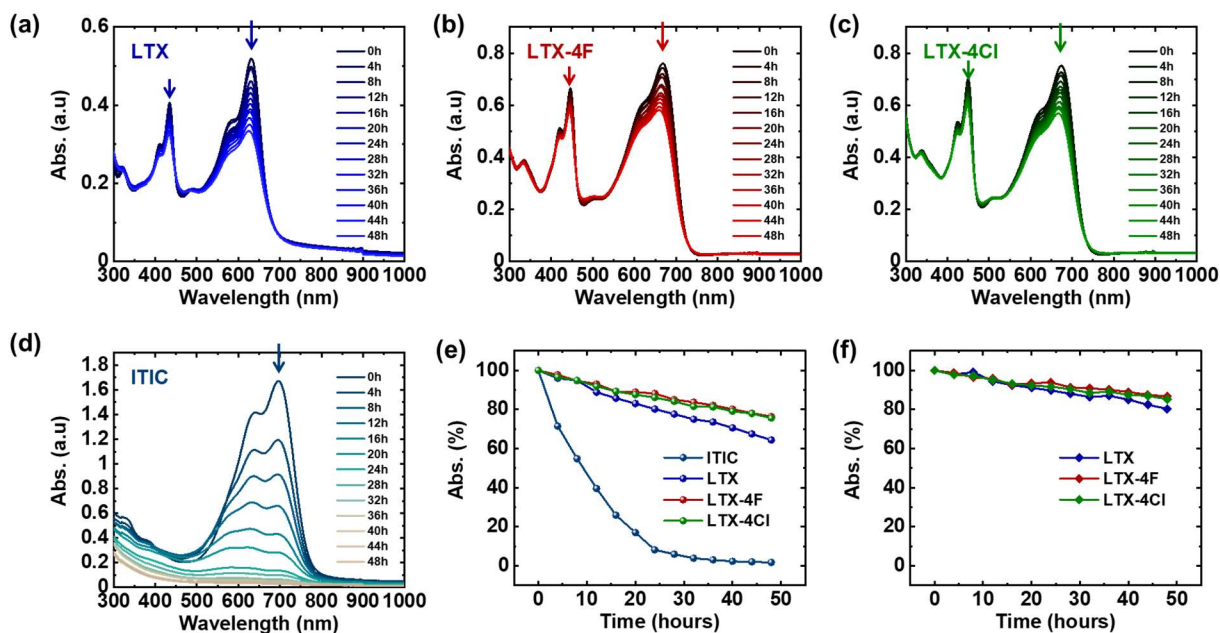 (a)
LTX
0.6
0.4
0.2
0
Abs. (a.u)
300 400 500 600 700 800 900 1000
Wavelength (nm)
0h
4h
8h
12h
16h
20h
24h
28h
32h
36h
40h
44h
48h
(b)
LTX-4F
0.8
0.6
0.4
0.2
0
Abs. (a.u)
300 400 500 600 700 800 900 1000
Wavelength (nm)
0h
4h
8h
12h
16h
20h
24h
28h
32h
36h
40h
44h
48h
(c)
LTX-4Cl
0.8
0.6
0.4
0.2
0
Abs. (a.u)
300 400 500 600 700 800 900 1000
Wavelength (nm)
0h
4h
8h
12h
16h
20h
24h
28h
32h
36h
40h
44h
48h
(d)
ITIC
1.8
1.6
1.4
1.2
1
0.8
0.6
0.4
0.2
0
Abs. (a.u)
300 400 500 600 700 800 900 1000
Wavelength (nm)
0h
4h
8h
12h
16h
20h
24h
28h
32h
36h
40h
44h
48h
(e)
100
80
60
40
20
0
Abs. (%)
0 10 20 30 40 50
Time (hours)
ITIC
LTX
LTX-4F
LTX-4Cl
(f)
100
80
60
40
20
0
Abs. (%)
0 10 20 30 40 50
Time (hours)
LTX
LTX-4F
LTX-4Cl